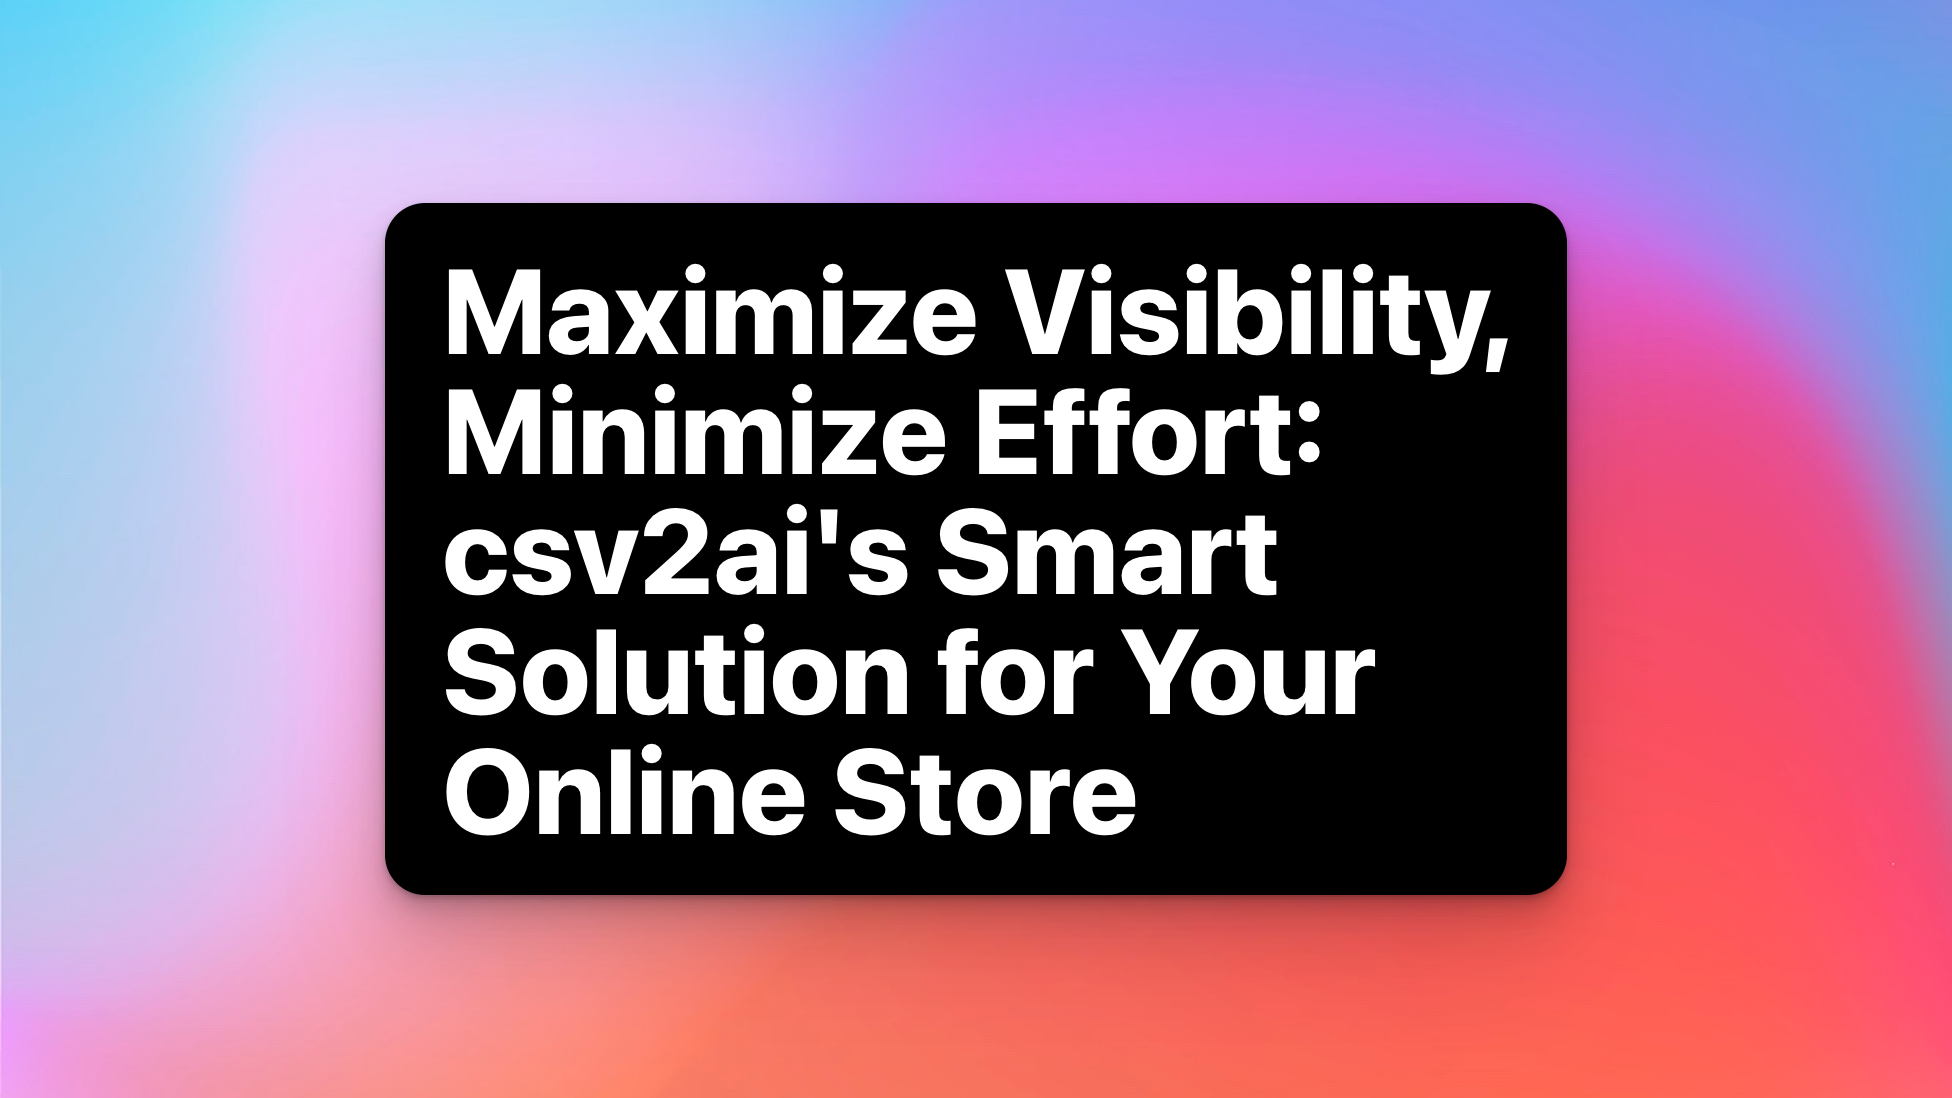 Maximize Visibility,
Minimize Effort:
csv2ai's Smart
Solution for Your
Online Store